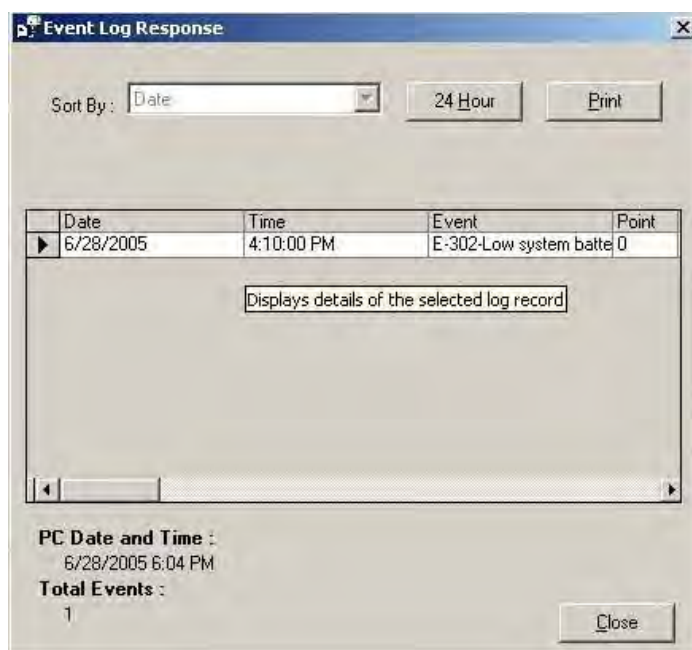 Event Log Response
Sort By : Date 24 Hour Print
Date Time Event Point
6/28/2005 4:10:00 PM E-302-Low system batte 0
Displays details of the selected log record
PC Date and Time :
6/28/2005 6:04 PM
Total Events :
1
Close